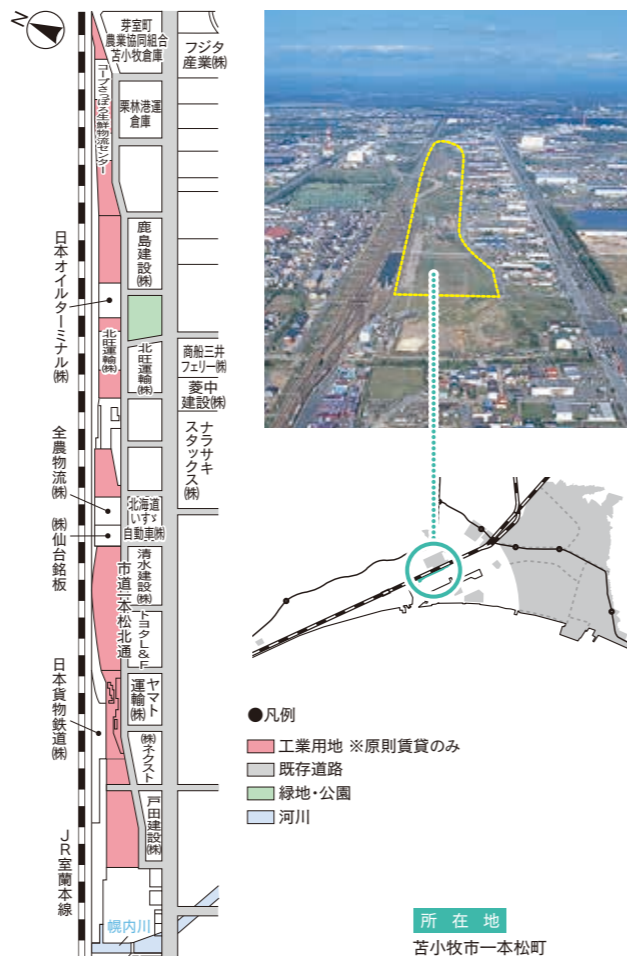 N
芽室町
農業協同組合
苫小牧倉庫
フジタ
産業㈱
コープさっぽろ生鮮物流センター
栗林港運
倉庫
鹿島建設㈱
日本オイルターミナル㈱
北旺運輸㈱
北旺運輸㈱
商船三井
フェリー㈱
菱中
建設㈱
ナラサキ
スタックス㈱
全農物流㈱
北海道
いすゞ
自動車㈱
㈱仙台銘板
清水建設㈱
市道一本松北通
トヨタL&F
日本貨物鉄道㈱
ヤマト
運輸㈱
㈱ネクスト
戸田建設㈱
JR室蘭本線
幌内川
●凡例
工業用地 ※原則賃貸のみ
既存道路
緑地・公園
河川
所在地
苫小牧市一本松町